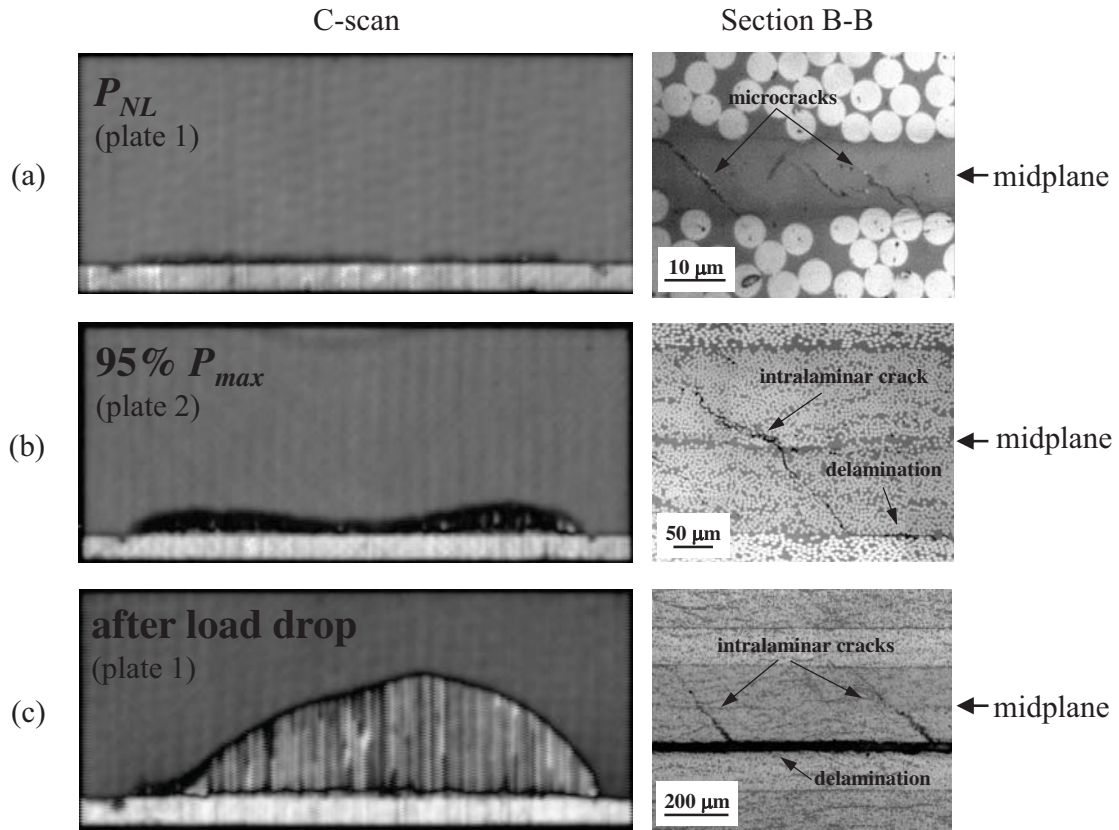 C-scan
Section B-B
(a)
P_NL
(plate 1)
microcracks
midplane
10 µm
(b)
95% P_max
(plate 2)
intralaminar crack
delamination
midplane
50 µm
(c)
after load drop
(plate 1)
intralaminar cracks
midplane
delamination
200 µm